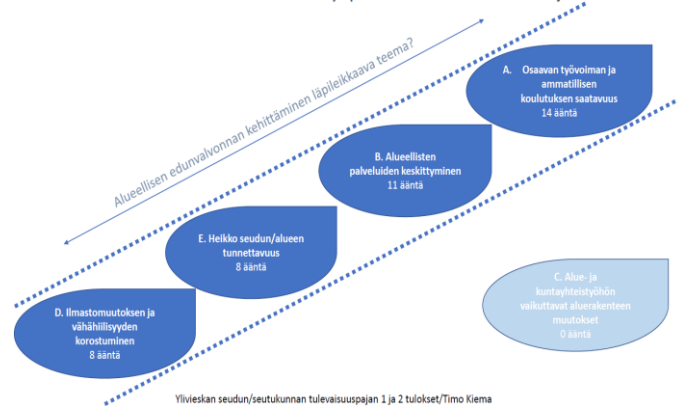 Alueellisen edunvalvonnan kehittäminen läpileikkaava teema?
A. Osaavan työvoiman ja
ammatillisen
koulutuksen saatavuus
14 ääntä
B. Alueellisten
palveluiden keskittyminen
11 ääntä
E. Heikko seudun/alueen
tunnettavuus
8 ääntä
C. Alue- ja
kuntayhteistyöhön
vaikuttavat aluerakenteen
muutokset
0 ääntä
D. Ilmastomuutoksen ja
vähähiilisyyden
korostuminen
8 ääntä
Ylivieskan seudun/seutukunnan tulevaisuuspajan 1 ja 2 tulokset/Timo Kiema